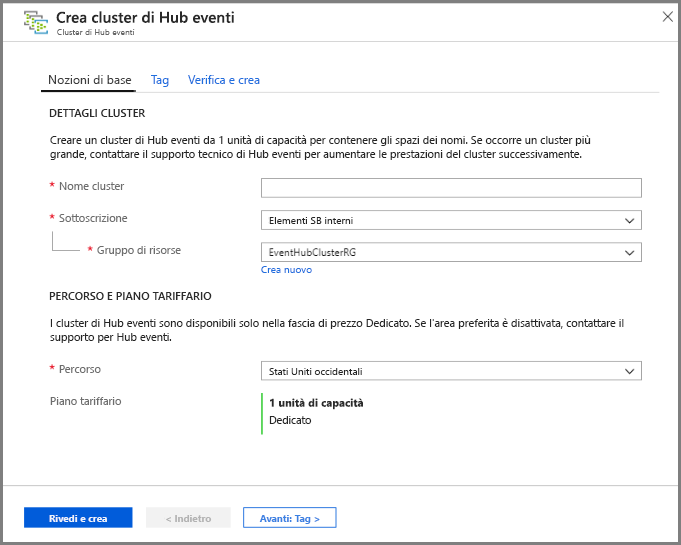 Crea cluster di Hub eventi
Cluster di Hub eventi
Nozioni di base Tag Verifica e crea
DETTAGLI CLUSTER
Creare un cluster di Hub eventi da 1 unità di capacità per contenere gli spazi dei nomi. Se occorre un cluster più
grande, contattare il supporto tecnico di Hub eventi per aumentare le prestazioni del cluster successivamente.
* Nome cluster
* Sottoscrizione Elementi SB interni
* Gruppo di risorse EventHubClusterRG
Crea nuovo
PERCORSO E PIANO TARIFFARIO
I cluster di Hub eventi sono disponibili solo nella fascia di prezzo Dedicato. Se l'area preferita è disattivata, contattare il
supporto per Hub eventi.
* Percorso Stati Uniti occidentali
Piano tariffario 1 unità di capacità
Dedicato
Rivedi e crea < Indietro Avanti: Tag >